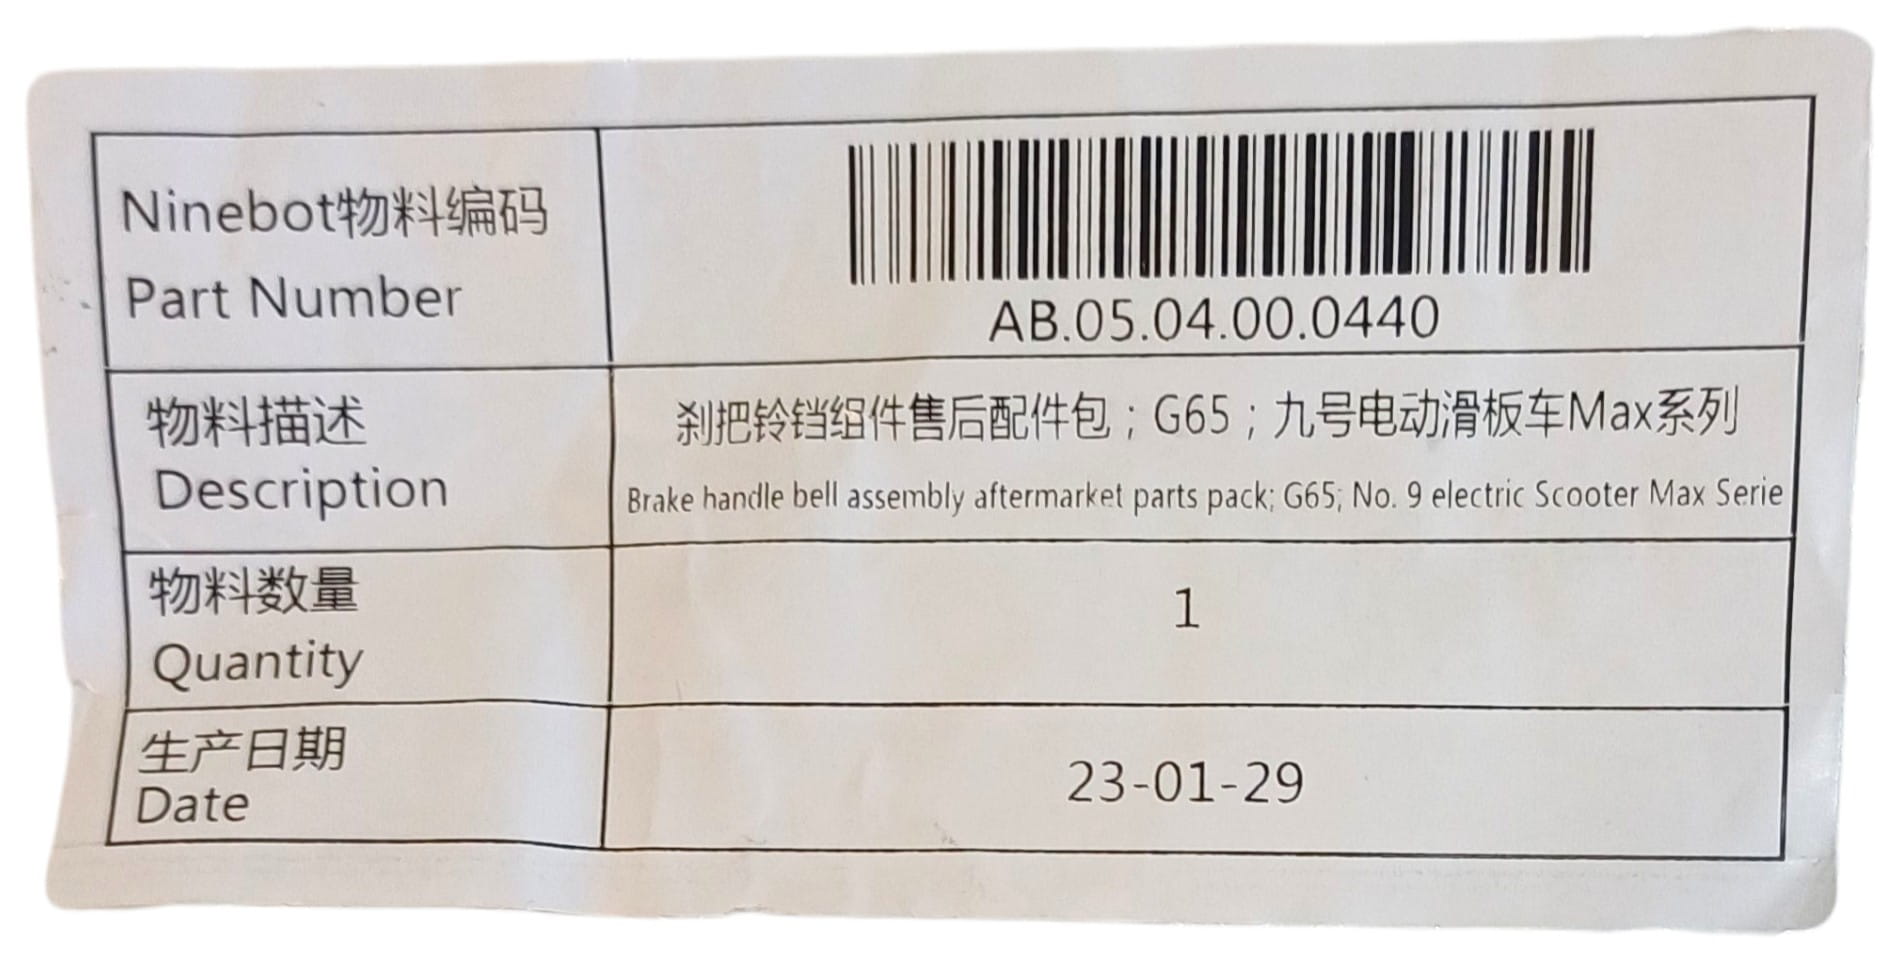 Ninebot物料编码
Part Number
AB.05.04.00.0440
物料描述
Description
刹把铃铛组件售后配件包；G65；九号电动滑板车Max系列
Brake handle bell assembly aftermarket parts pack; G65; No. 9 electric Scooter Max Serie
物料数量
Quantity
1
生产日期
Date
23-01-29